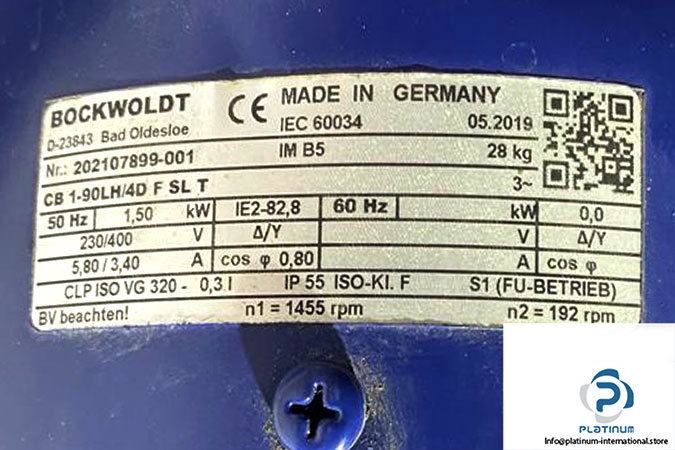 BOCKWOLDT CE MADE IN GERMANY
D-23843 Bad Oldesloe IEC 60034 05.2019
Nr.: 202107899-001 IM B5 28 kg
CB 1-90LH/4D F SL T 3~
50 Hz 1,50 kW IE2-82,8 60 Hz kW 0,0
230/400 V Δ/Y V Δ/Y
5,80 / 3,40 A cos φ 0,80 A cos φ
CLP ISO VG 320 - 0,3 l IP 55 ISO-Kl. F S1 (FU-BETRIEB)
BV beachten! n1 = 1455 rpm n2 = 192 rpm
PLATINUM
Info@platinum-international.store